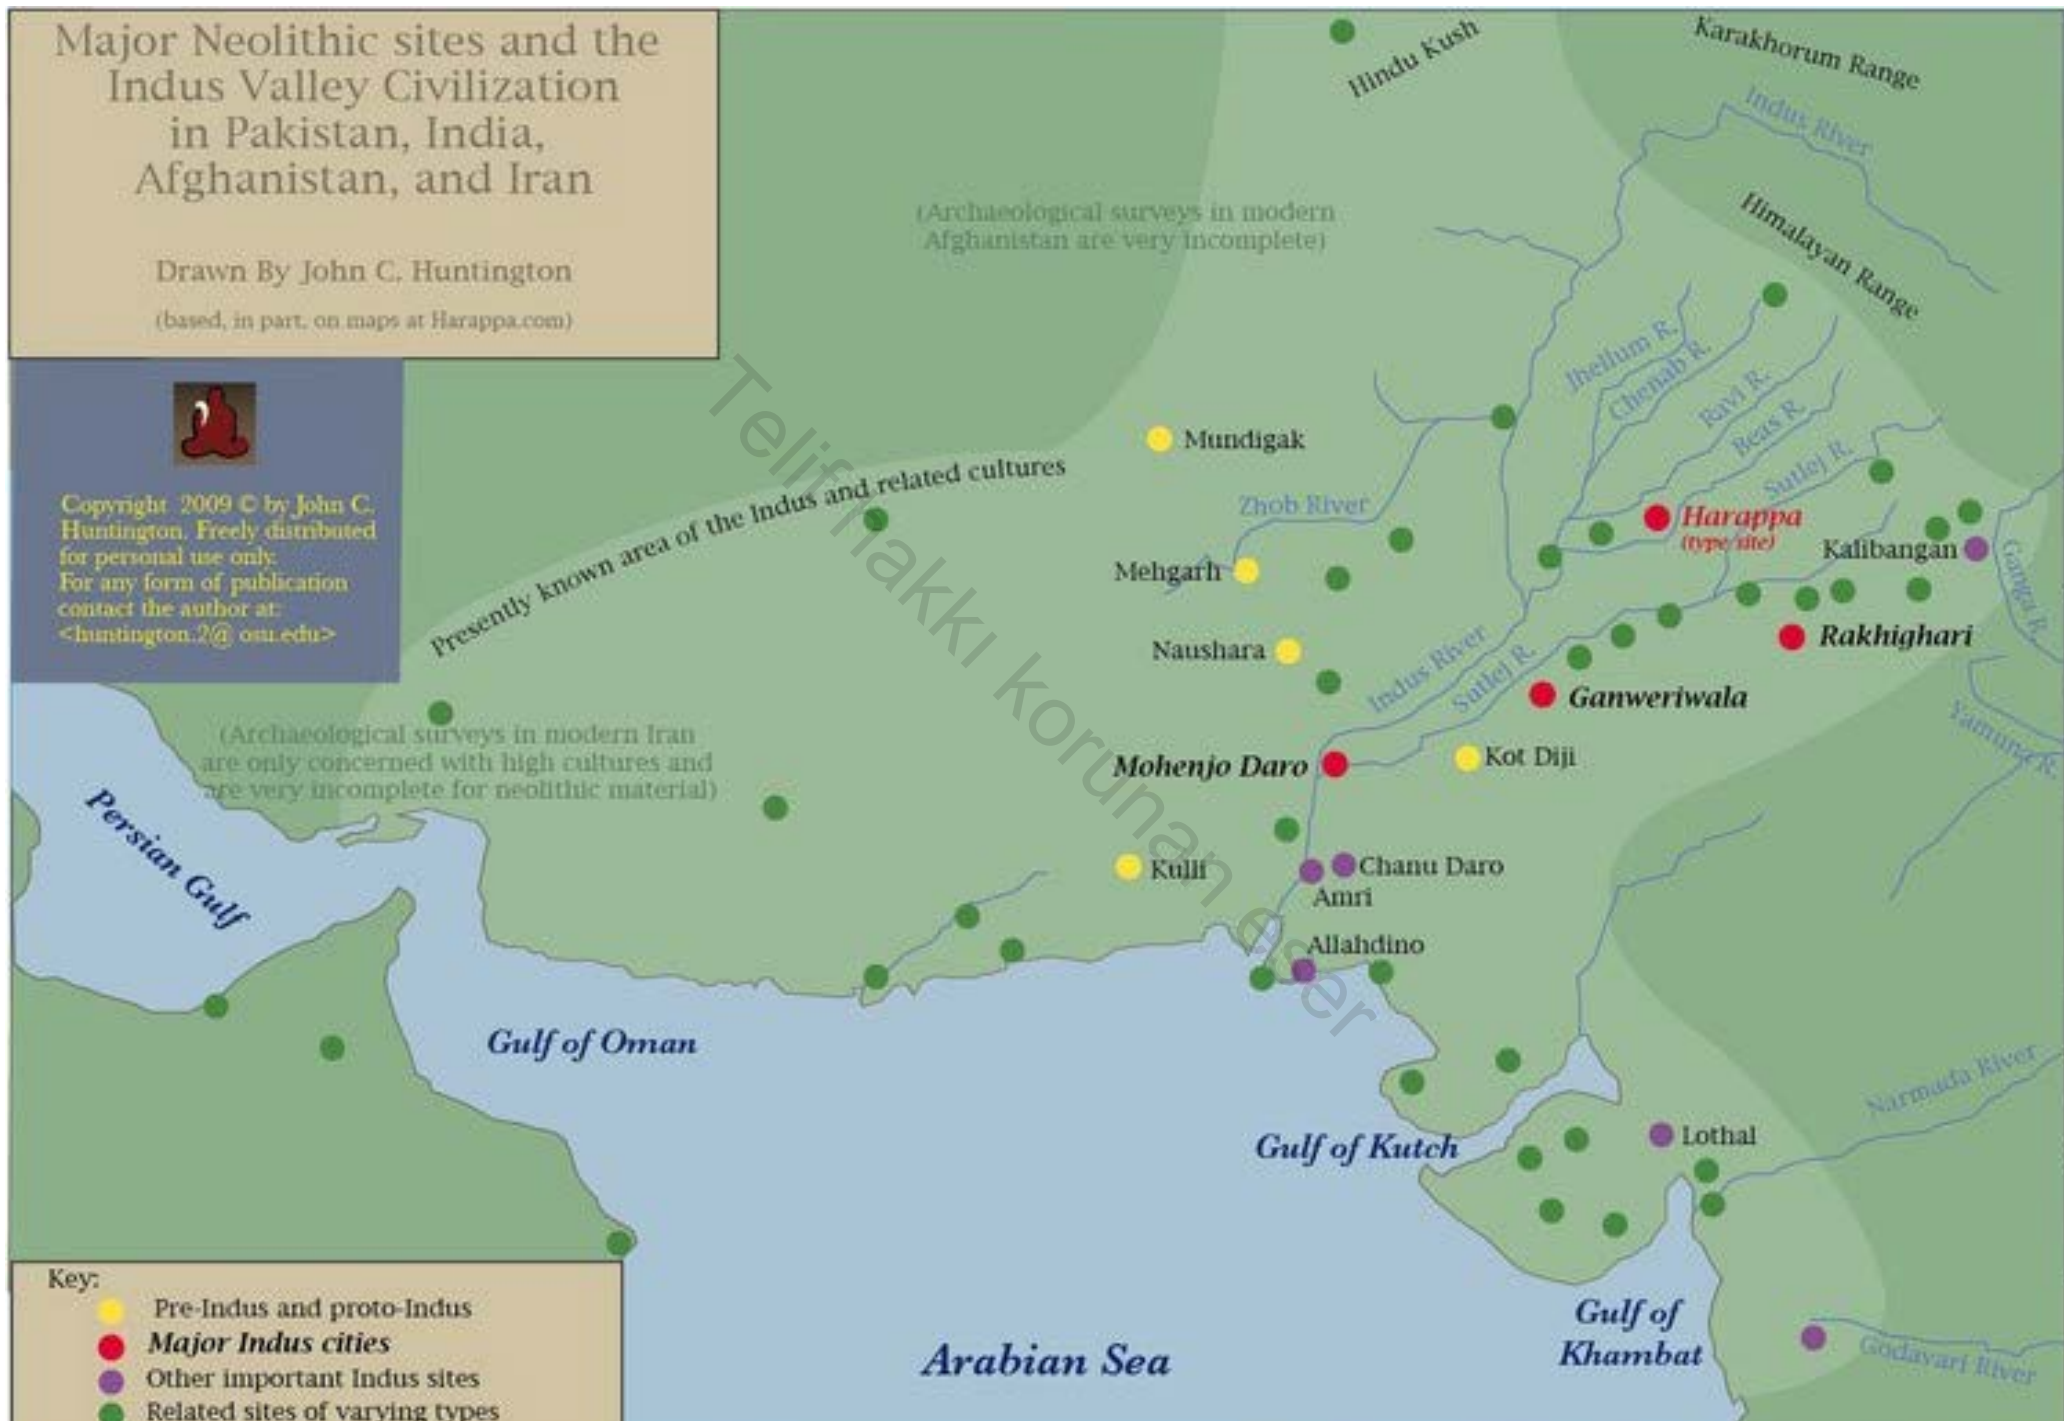 Major Neolithic sites and the
Indus Valley Civilization
in Pakistan, India,
Afghanistan, and Iran
Drawn By John C. Huntington
(based, in part, on maps at Harappa.com)
Copyright 2009 © by John C.
Huntington. Freely distributed
for personal use only.
For any form of publication
contact the author at:
<huntington.2@ osu.edu>
Hindu Kush
Karakhorum Range
Indus River
(Archaeological surveys in modern
Afghanistan are very incomplete)
Himalayan Range
Jhellum R.
Chenab R.
Ravi R.
Beas R.
Sutlej R.
Mundigak
Presently known area of the Indus and related cultures
Zhob River
Harappa
(type site)
Kalibangan
Mehgarh
Ganga R.
Rakhighari
Naushara
Indus River
Sutlej R.
Ganweriwala
Yamuna R.
(Archaeological surveys in modern Iran
are only concerned with high cultures and
are very incomplete for neolithic material)
Mohenjo Daro
Kot Diji
Persian Gulf
Kulli
Chanu Daro
Amri
Allahdino
Gulf of Oman
Narmada River
Gulf of Kutch
Lothal
Gulf of
Khambat
Arabian Sea
Godavari River
Key:
Pre-Indus and proto-Indus
Major Indus cities
Other important Indus sites
Related sites of varying types
Telif hakkı korunan eser